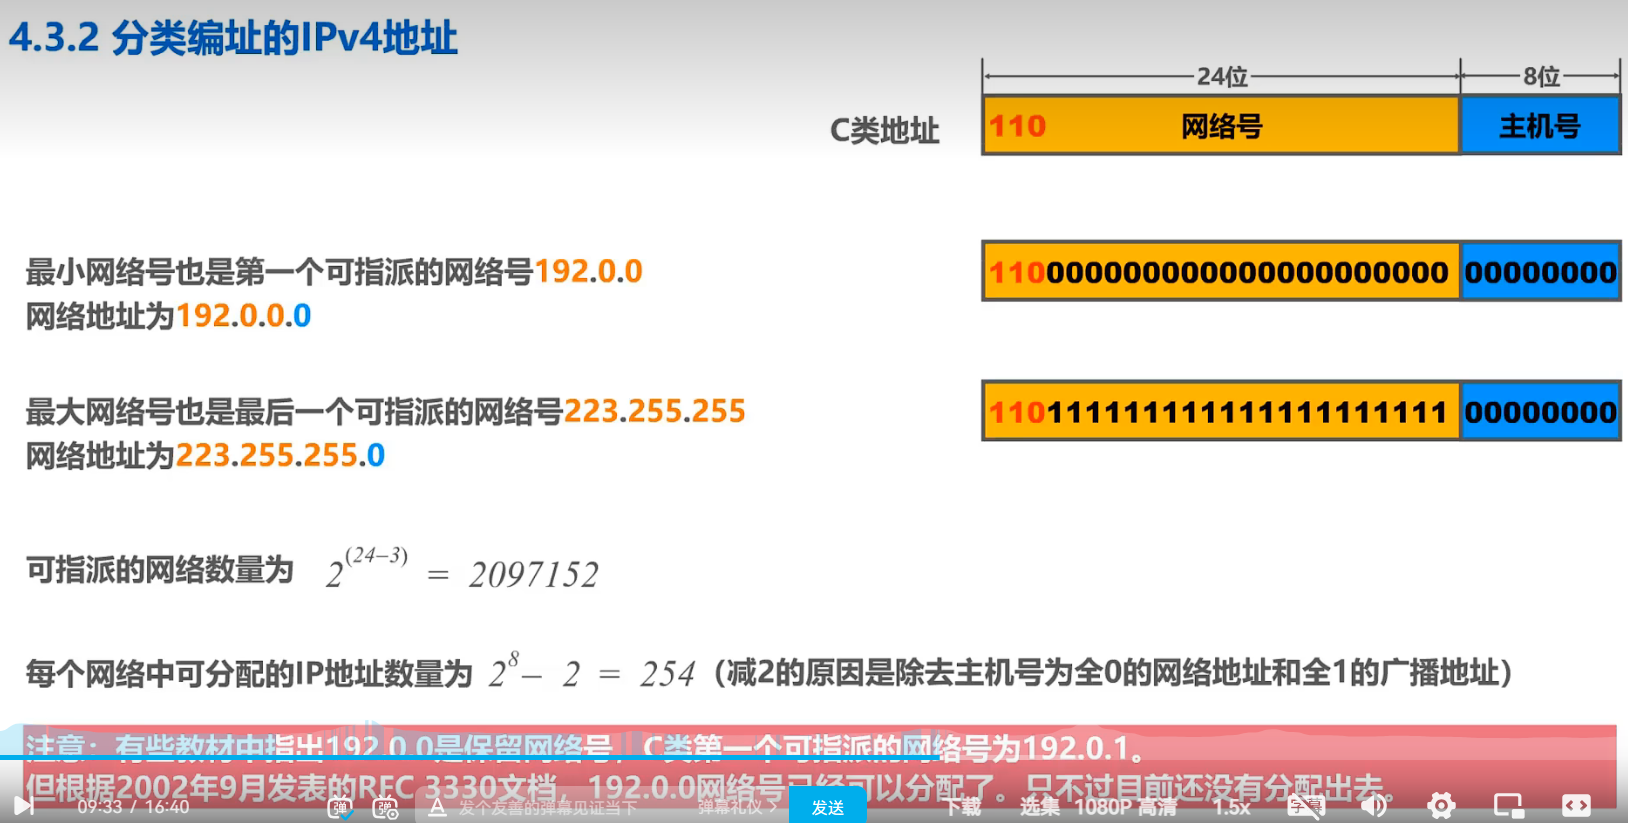 4.3.2 分类编址的IPv4地址
24位 8位
C类地址 110 网络号 主机号
最小网络号也是第一个可指派的网络号192.0.0 110000000000000000000000 00000000
网络地址为192.0.0.0
最大网络号也是最后一个可指派的网络号223.255.255 110111111111111111111111 00000000
网络地址为223.255.255.0
可指派的网络数量为 2^(24-3) = 2097152
每个网络中可分配的IP地址数量为 2^8 - 2 = 254（减2的原因是除去主机号为全0的网络地址和全1的广播地址）
注意：有些教材中指出192.0.0是保留网络号，C类第一个可指派的网络号为192.0.1。
但根据2002年9月发表的RFC 3330文档，192.0.0网络号已经可以分配了。只不过目前还没有分配出去。
09:33 / 16:40 弹 弹 A 发个友善的弹幕见证当下 弹幕礼仪 > 发送 下载 选集 1080P 高清 1.5x 字幕